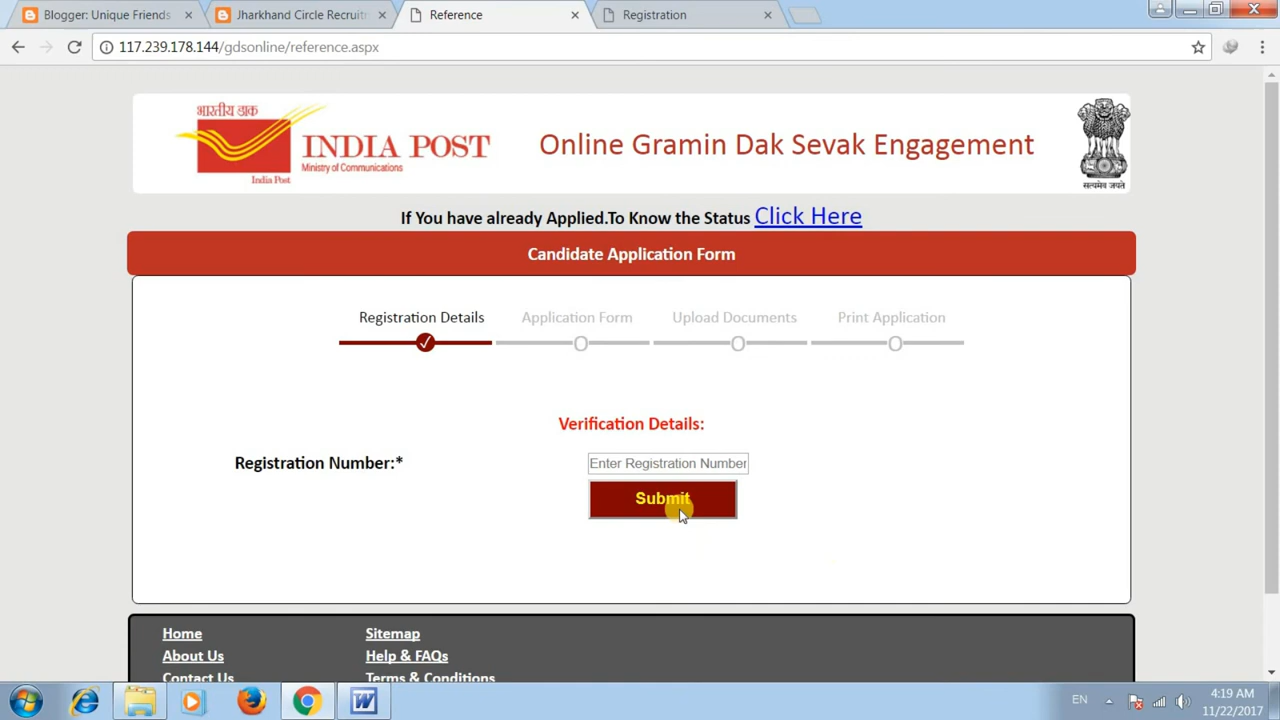 Blogger: Unique Friends
Jharkhand Circle Recruitm
Reference
Registration
117.239.178.144/gdsonline/reference.aspx
भारतीय डाक
INDIA POST
Ministry of Communications
India Post
Online Gramin Dak Sevak Engagement
सत्यमेव जयते
If You have already Applied.To Know the Status Click Here
Candidate Application Form
Registration Details
Application Form
Upload Documents
Print Application
Verification Details:
Registration Number:*
Enter Registration Number
Submit
Home
Sitemap
About Us
Help & FAQs
Contact Us
Terms & Conditions
EN
4:19 AM
11/22/2017